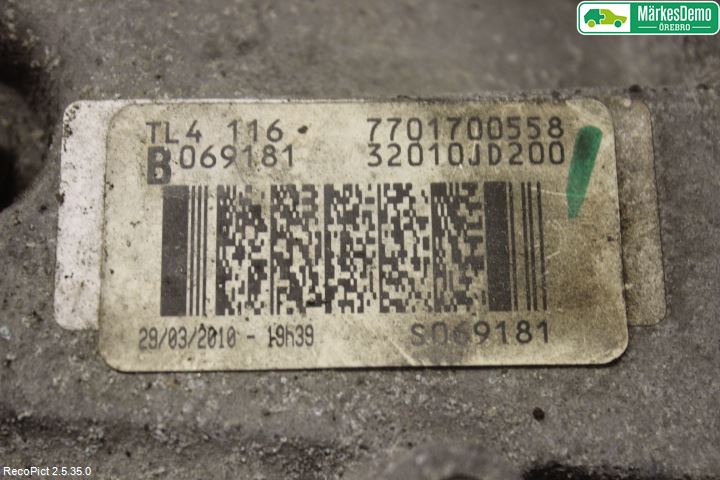 MärkesDemo
ÖREBRO
TL4 116 7701700558
B069181 32010JD200
29/03/2010 - 19h39 S069181
RecoPict 2.5.35.0